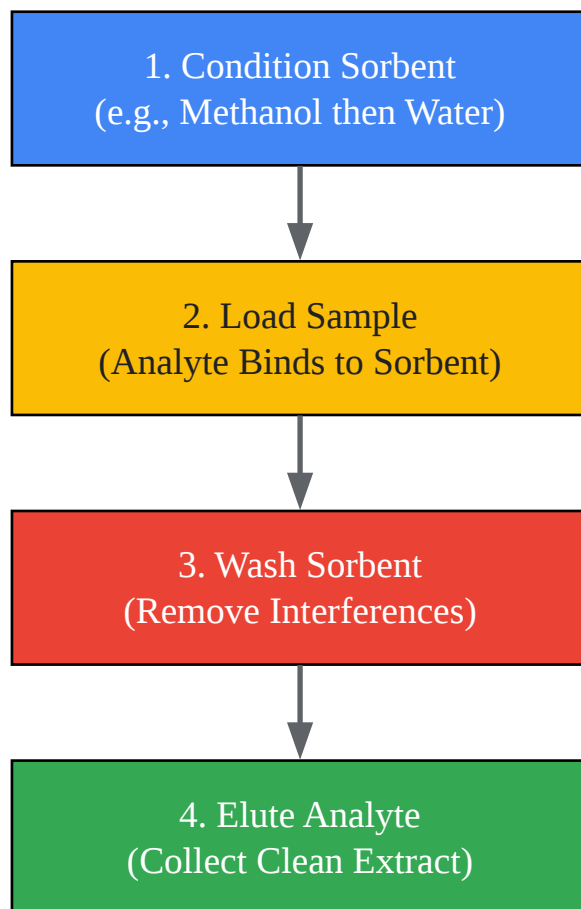 1. Condition Sorbent
(e.g., Methanol then Water)
2. Load Sample
(Analyte Binds to Sorbent)
3. Wash Sorbent
(Remove Interferences)
4. Elute Analyte
(Collect Clean Extract)